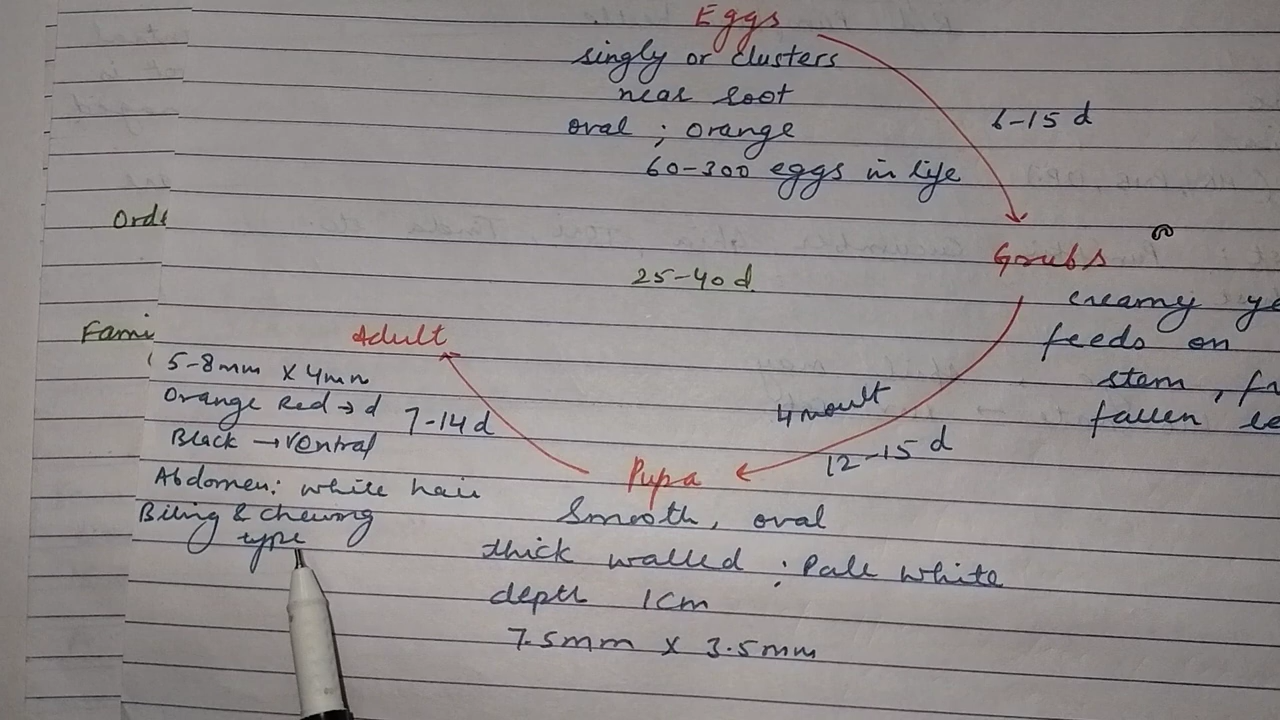 Eggs
singly or clusters
near root
oval ; orange
60-300 eggs in life
6-15 d
Grubs
creamy ye
feeds on
stem, fr
fallen le
4 moult
12-15 d
Pupa
Smooth, oval
thick walled ; Pale white
depth 1cm
7.5mm x 3.5mm
7-14 d
Adult
5-8mm x 4mm
Orange Red → d
Black → ventral
Abdomen: white hair
Biting & chewing
type
25-40 d
Orde
Fami